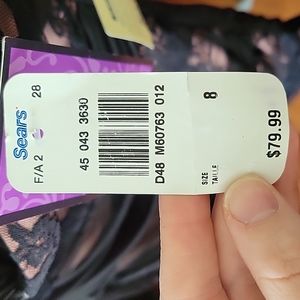 Sears
F/A 2 28
45 043 3630
D48 M60763 012
8
SIZE
TAILLE
$79.99